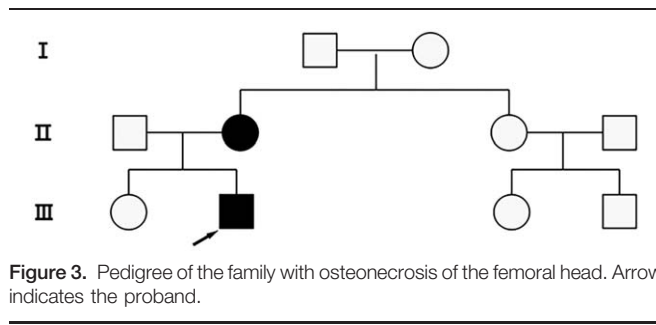 I
II
III
Figure 3. Pedigree of the family with osteonecrosis of the femoral head. Arrow
indicates the proband.